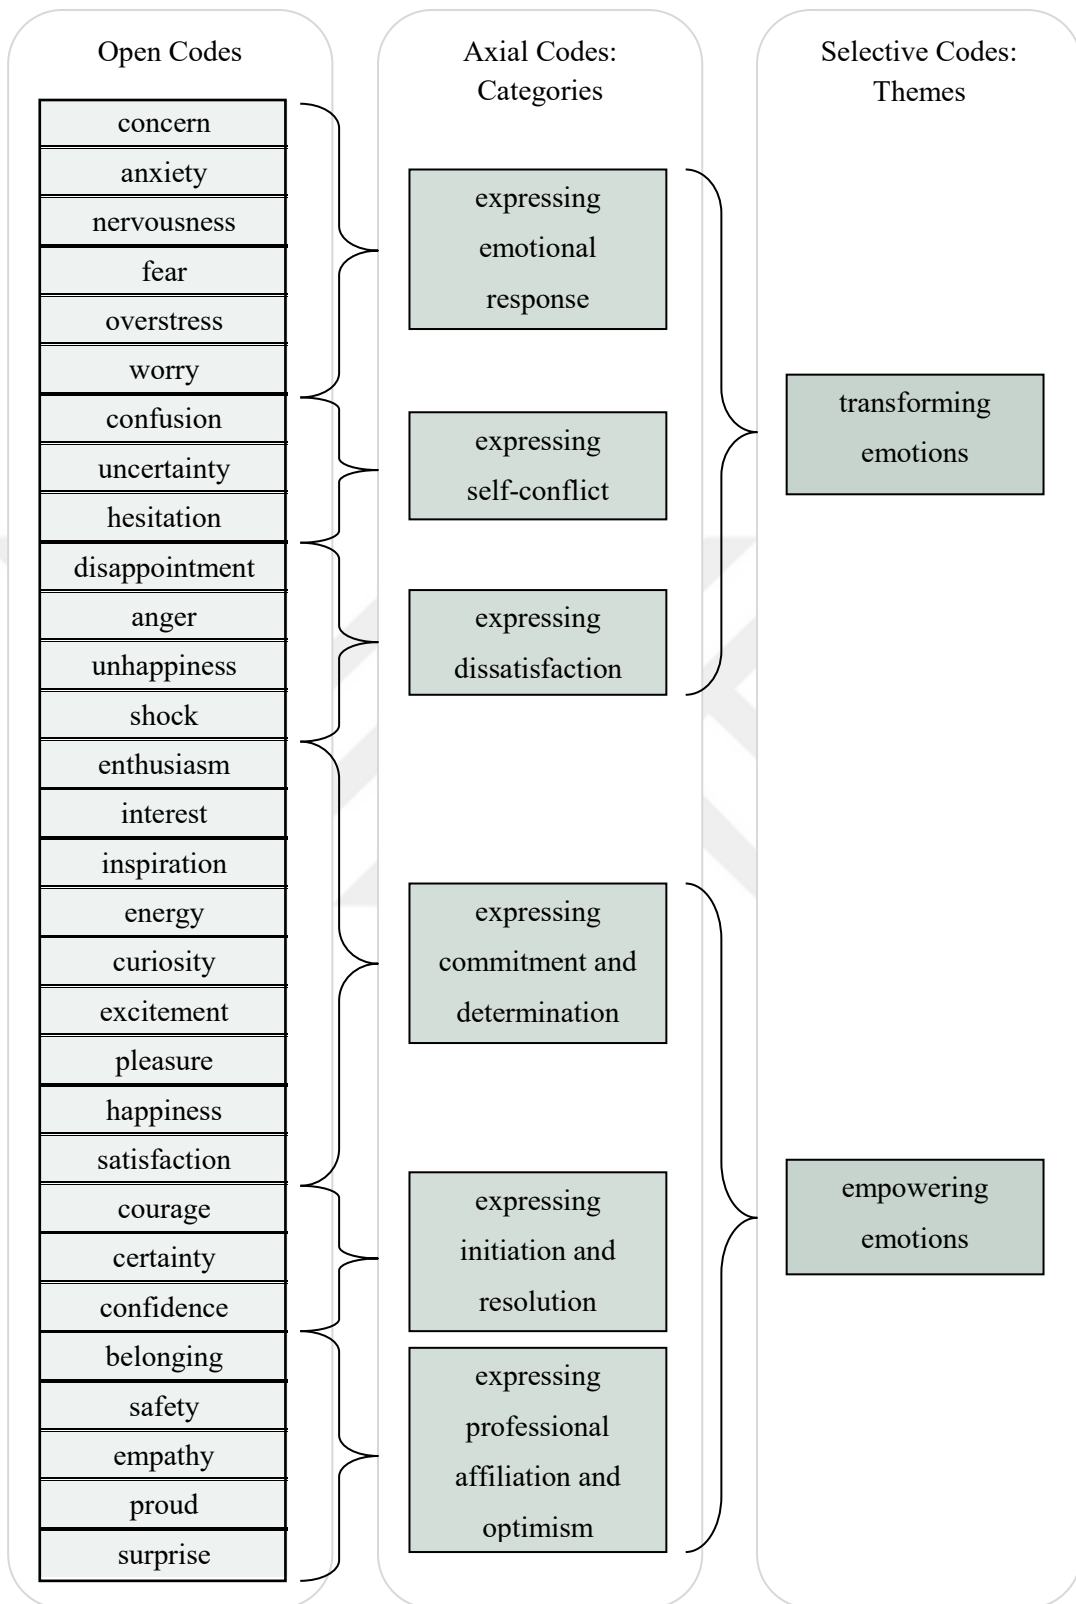 Open Codes
concern
anxiety
nervousness
fear
overstress
worry
confusion
uncertainty
hesitation
disappointment
anger
unhappiness
shock
enthusiasm
interest
inspiration
energy
curiosity
excitement
pleasure
happiness
satisfaction
courage
certainty
confidence
belonging
safety
empathy
proud
surprise
Axial Codes:
Categories
expressing
emotional
response
expressing
self-conflict
expressing
dissatisfaction
expressing
commitment and
determination
expressing
initiation and
resolution
expressing
professional
affiliation and
optimism
Selective Codes:
Themes
transforming
emotions
empowering
emotions